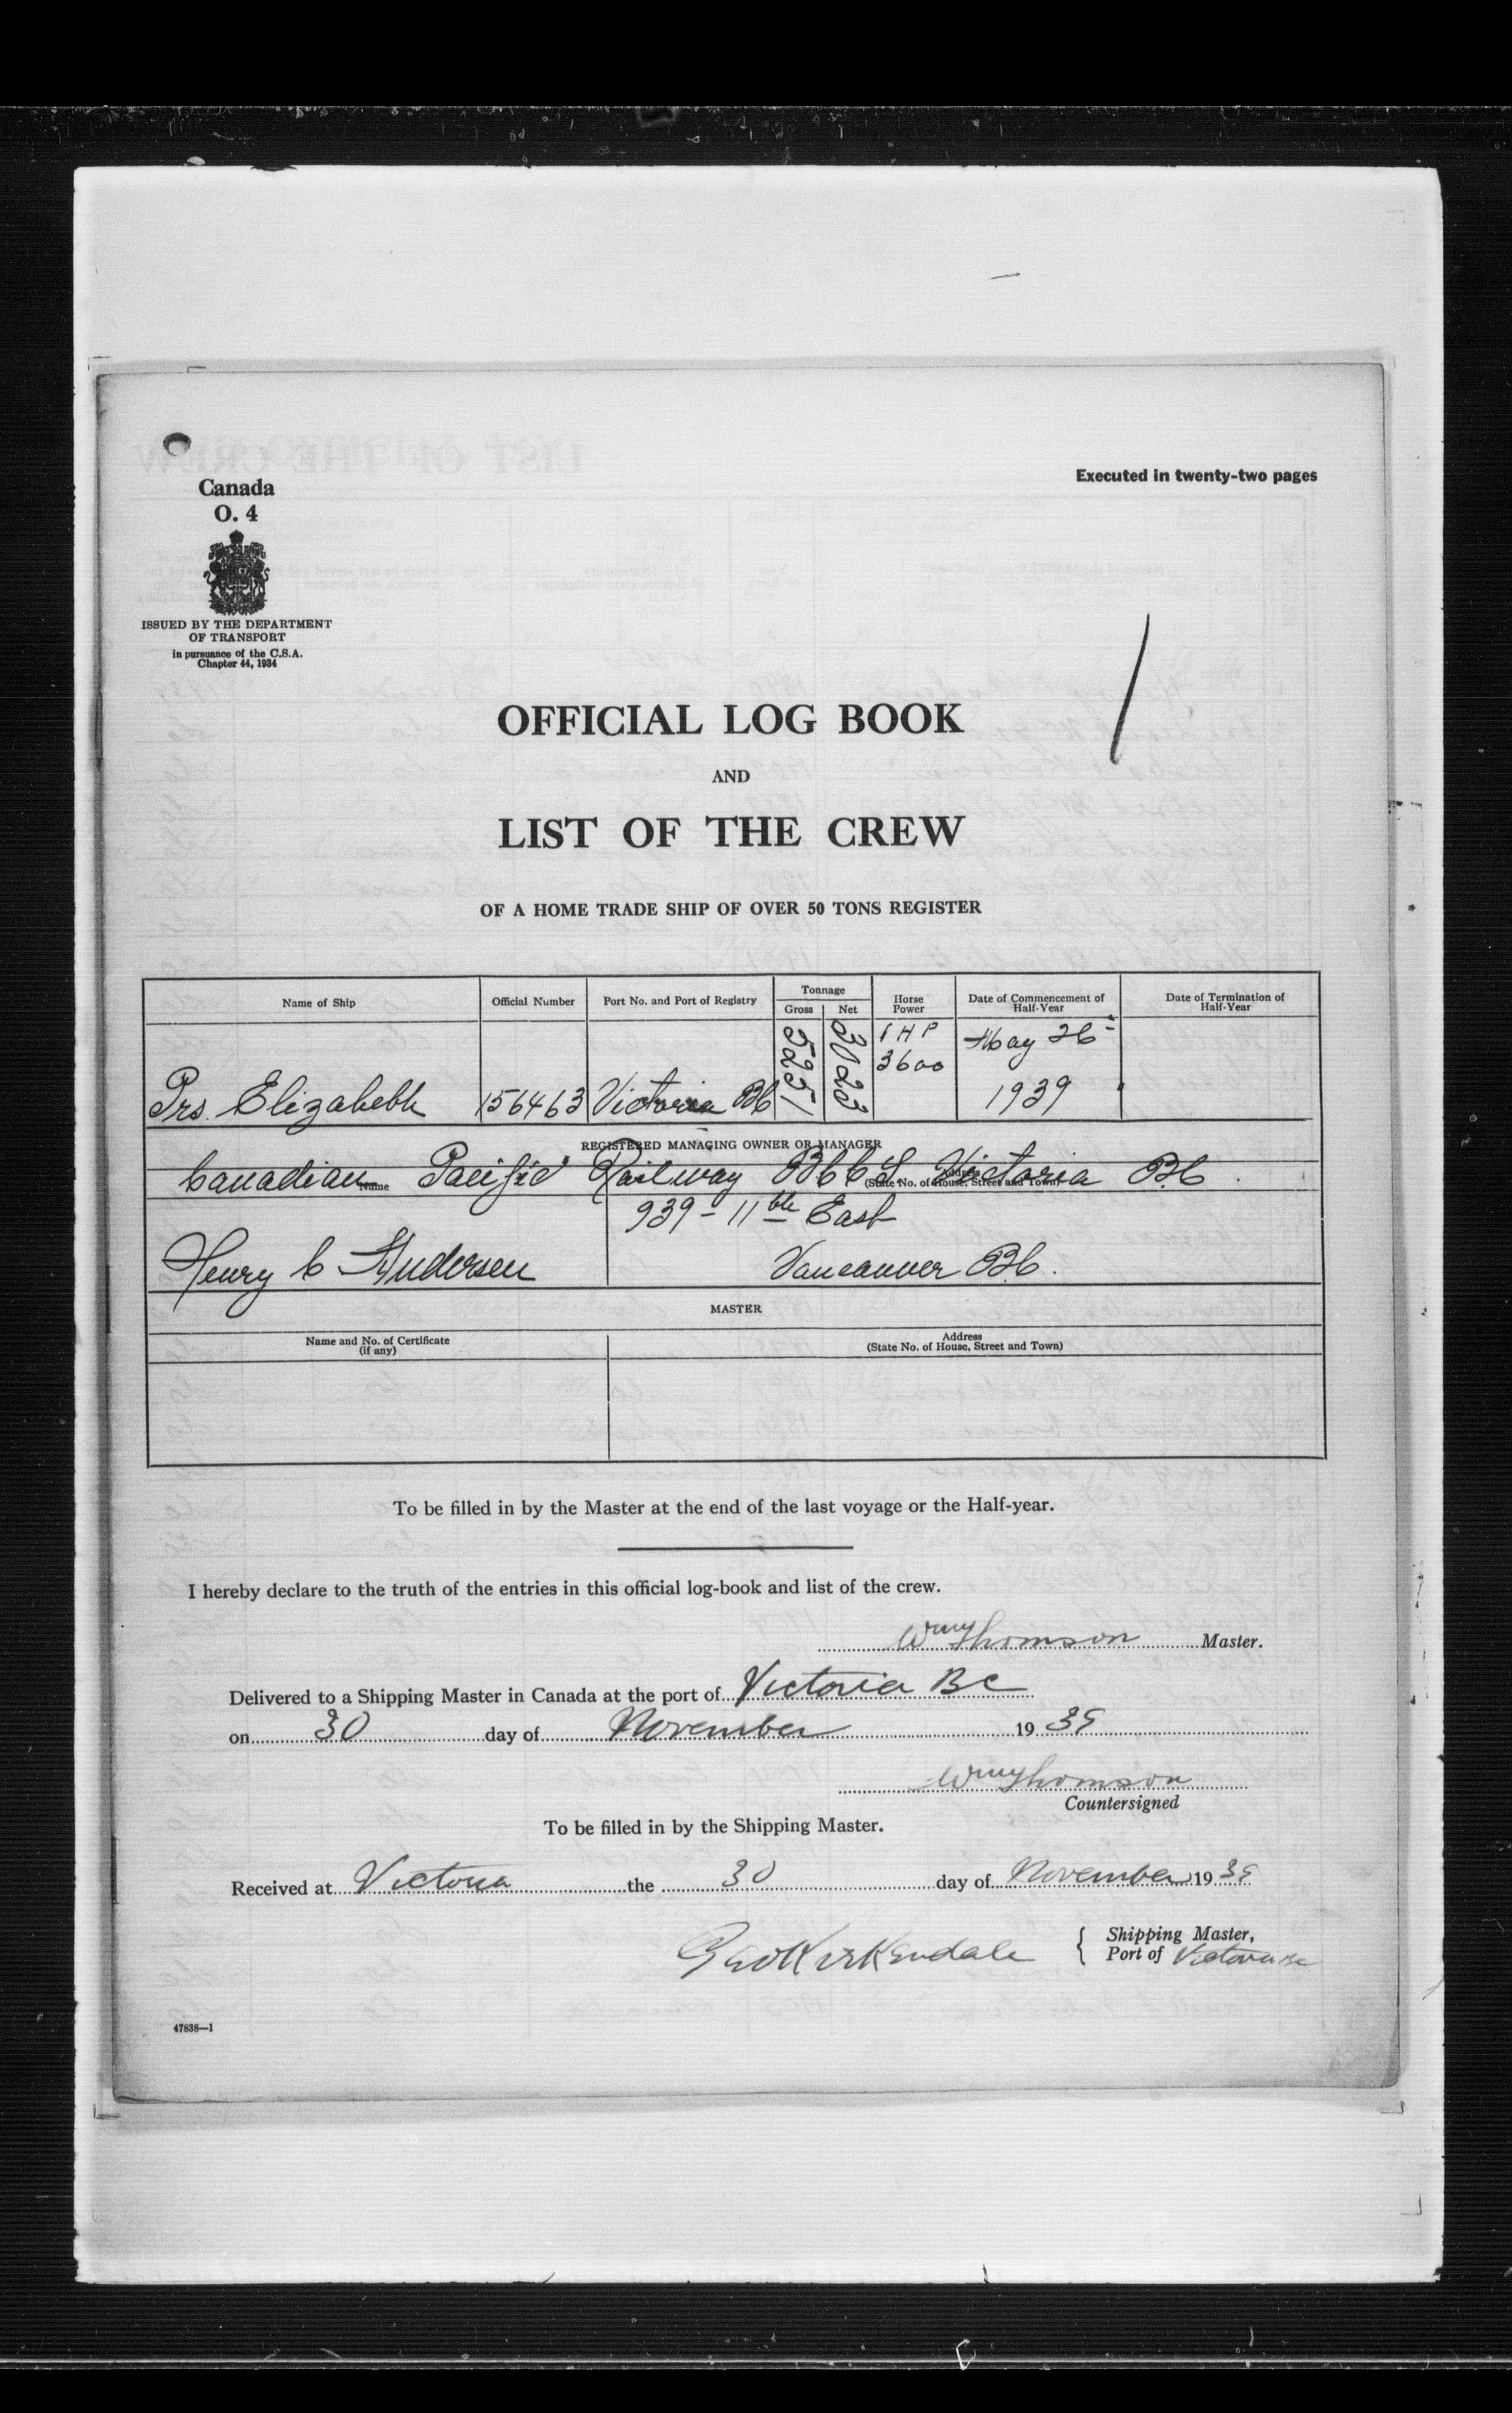 Canada
O. 4
Executed in twenty-two pages
ISSUED BY THE DEPARTMENT
OF TRANSPORT
in pursuance of the C.S.A.
Chapter 44, 1934
OFFICIAL LOG BOOK
AND
LIST OF THE CREW
OF A HOME TRADE SHIP OF OVER 50 TONS REGISTER
Name of Ship Official Number Port No. and Port of Registry Tonnage Gross Net Horse Power Date of Commencement of Half-Year Date of Termination of Half-Year
Prs. Elizabeth 156463 Victoria BC 5251 3023 I H P 3600 May 26 1939
REGISTERED MANAGING OWNER OR MANAGER
Canadian Pacific Railway B C C S. Victoria BC.
Name Address
(State No. of House, Street and Town)
939 - 11th East
Henry C Andersen Vancouver BC.
MASTER
Name and No. of Certificate (if any) Address (State No. of House, Street and Town)
To be filled in by the Master at the end of the last voyage or the Half-year.
I hereby declare to the truth of the entries in this official log-book and list of the crew.
Thomson Master.
Delivered to a Shipping Master in Canada at the port of Victoria BC
on 30 day of November 1939
Thomson
Countersigned
To be filled in by the Shipping Master.
Received at Victoria the 30 day of November 1939
Geo Kirkendale { Shipping Master,
Port of Victoria BC
47838—1